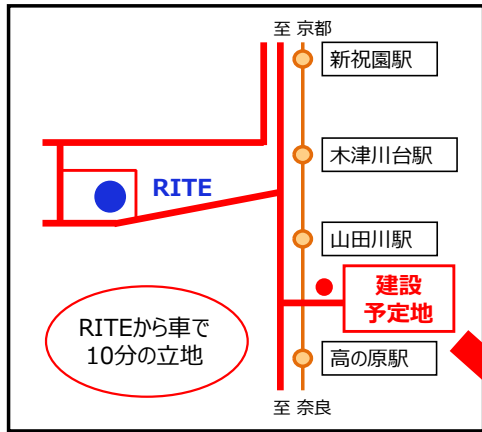 至 京都
新祝園駅
木津川台駅
RITE
山田川駅
建設
予定地
RITEから車で
10分の立地
高の原駅
至 奈良